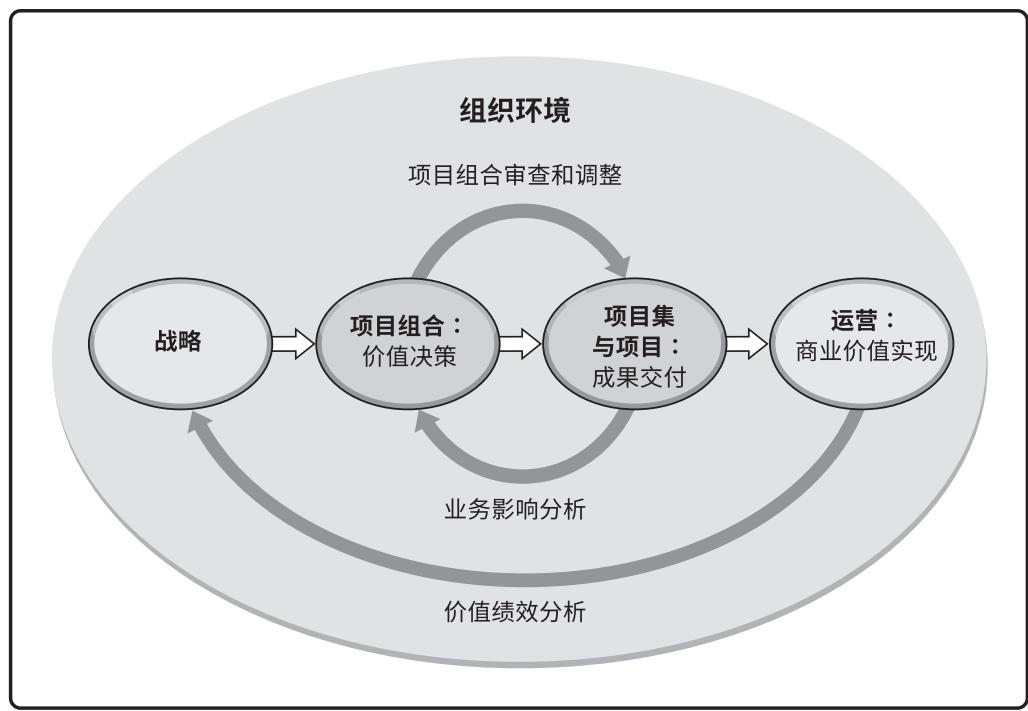 组织环境
项目组合审查和调整
战略
项目组合：
价值决策
项目集
与项目：
成果交付
运营：
商业价值实现
业务影响分析
价值绩效分析